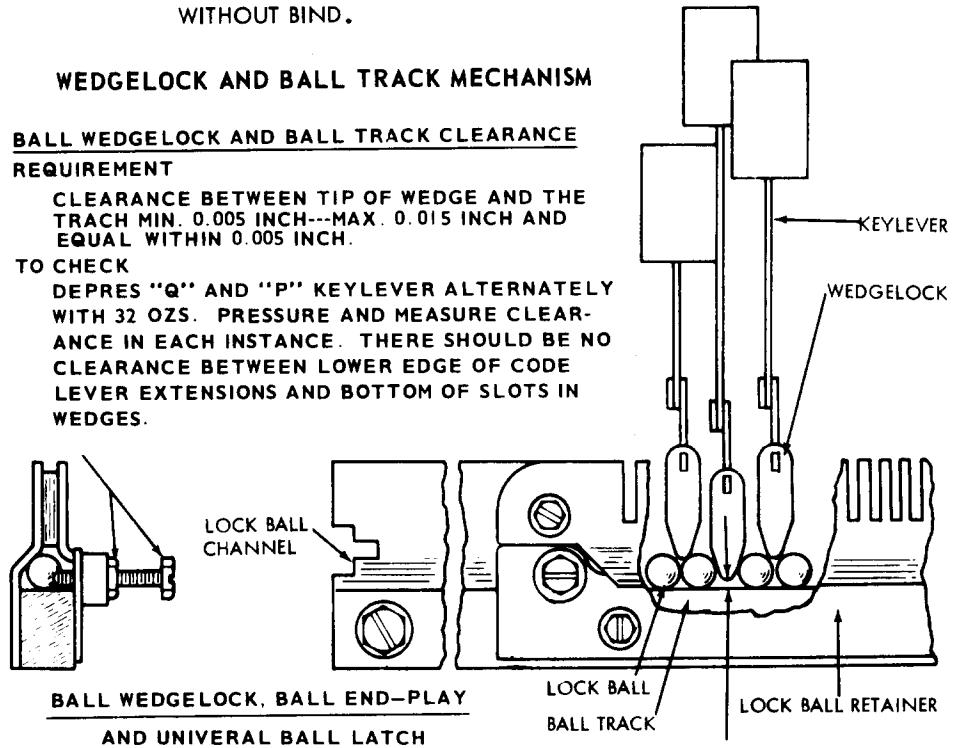 WITHOUT BIND.
WEDGELOCK AND BALL TRACK MECHANISM
BALL WEDGELOCK AND BALL TRACK CLEARANCE
REQUIREMENT
CLEARANCE BETWEEN TIP OF WEDGE AND THE
TRACH MIN. 0.005 INCH---MAX. 0.015 INCH AND
EQUAL WITHIN 0.005 INCH.
TO CHECK
DEPRES "Q" AND "P" KEYLEVER ALTERNATELY
WITH 32 OZS. PRESSURE AND MEASURE CLEAR-
ANCE IN EACH INSTANCE. THERE SHOULD BE NO
CLEARANCE BETWEEN LOWER EDGE OF CODE
LEVER EXTENSIONS AND BOTTOM OF SLOTS IN
WEDGES.
KEYLEVER
WEDGELOCK
LOCK BALL
CHANNEL
LOCK BALL
BALL TRACK
LOCK BALL RETAINER
BALL WEDGELOCK, BALL END-PLAY
AND UNIVERAL BALL LATCH